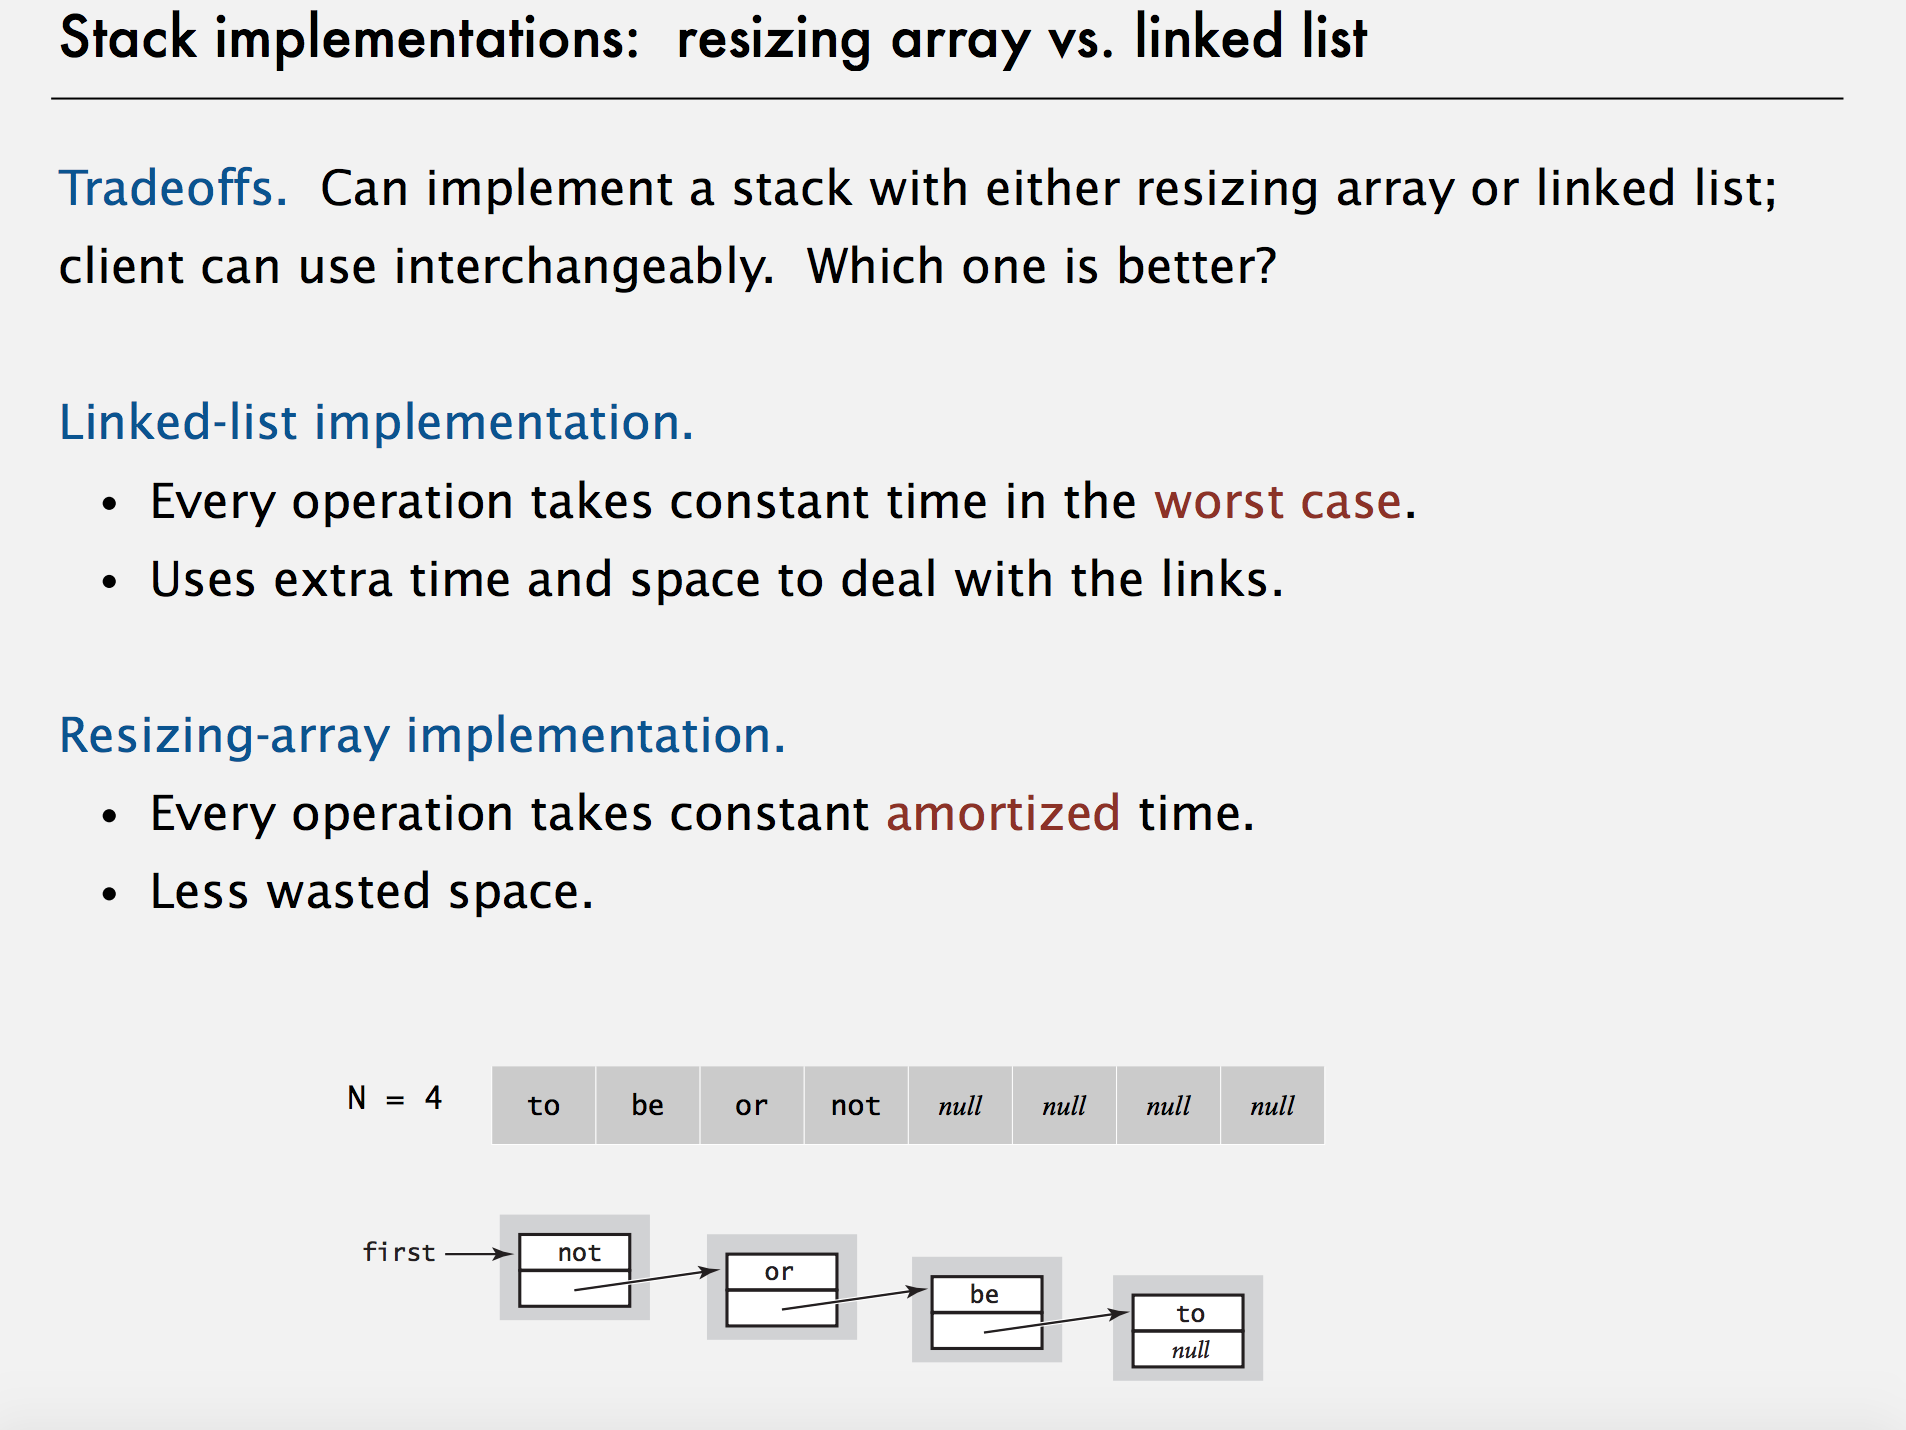 Stack implementations: resizing array vs. linked list
Tradeoffs. Can implement a stack with either resizing array or linked list;
client can use interchangeably. Which one is better?
Linked-list implementation.
• Every operation takes constant time in the worst case.
• Uses extra time and space to deal with the links.
Resizing-array implementation.
• Every operation takes constant amortized time.
• Less wasted space.
N = 4 to be or not null null null null
first not
or
be
to
null